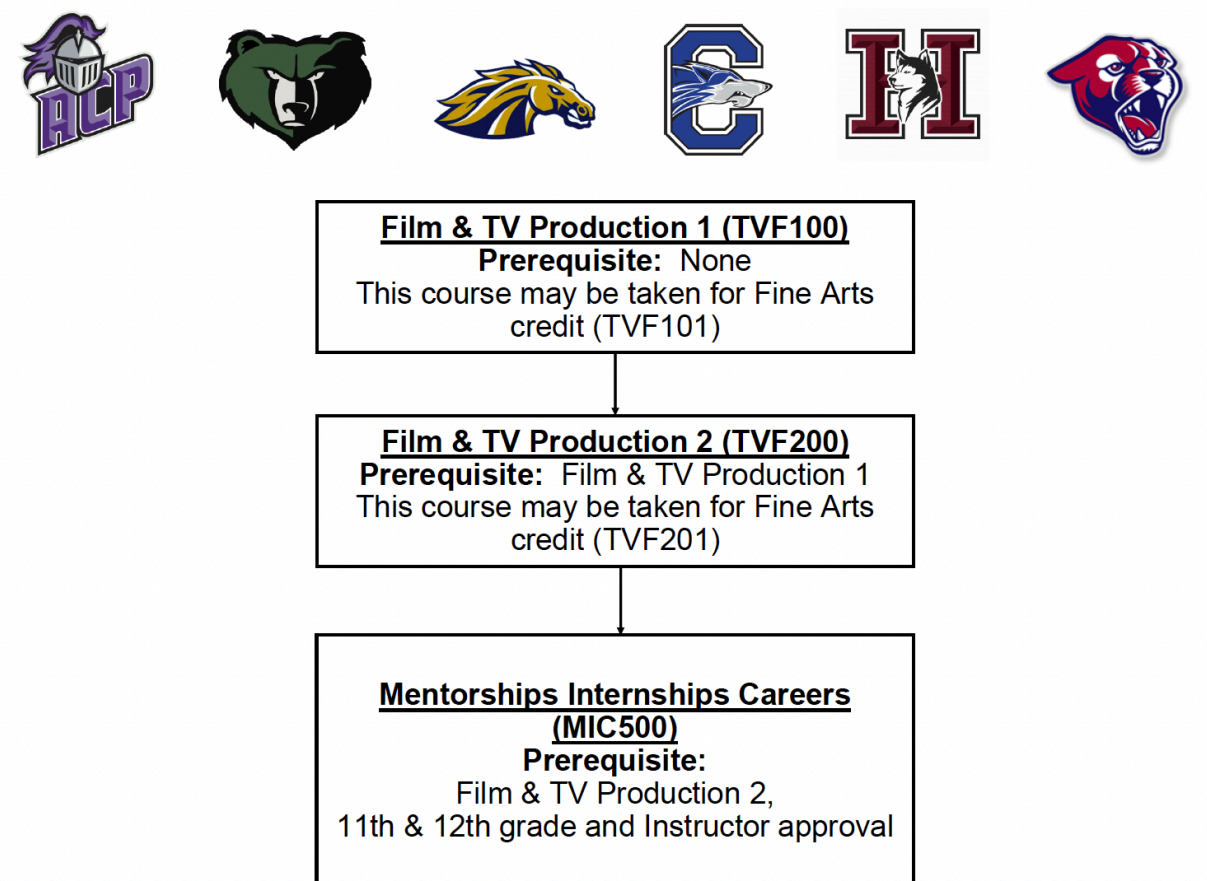 ACP
C
H
Film & TV Production 1 (TVF100)
Prerequisite: None
This course may be taken for Fine Arts
credit (TVF101)
Film & TV Production 2 (TVF200)
Prerequisite: Film & TV Production 1
This course may be taken for Fine Arts
credit (TVF201)
Mentorships Internships Careers
(MIC500)
Prerequisite:
Film & TV Production 2,
11th & 12th grade and Instructor approval